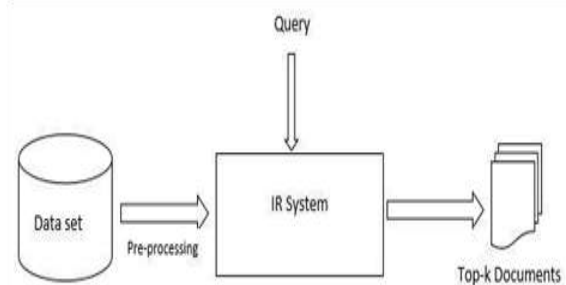 Query
Data set
Pre-processing
IR System
Top-k Documents